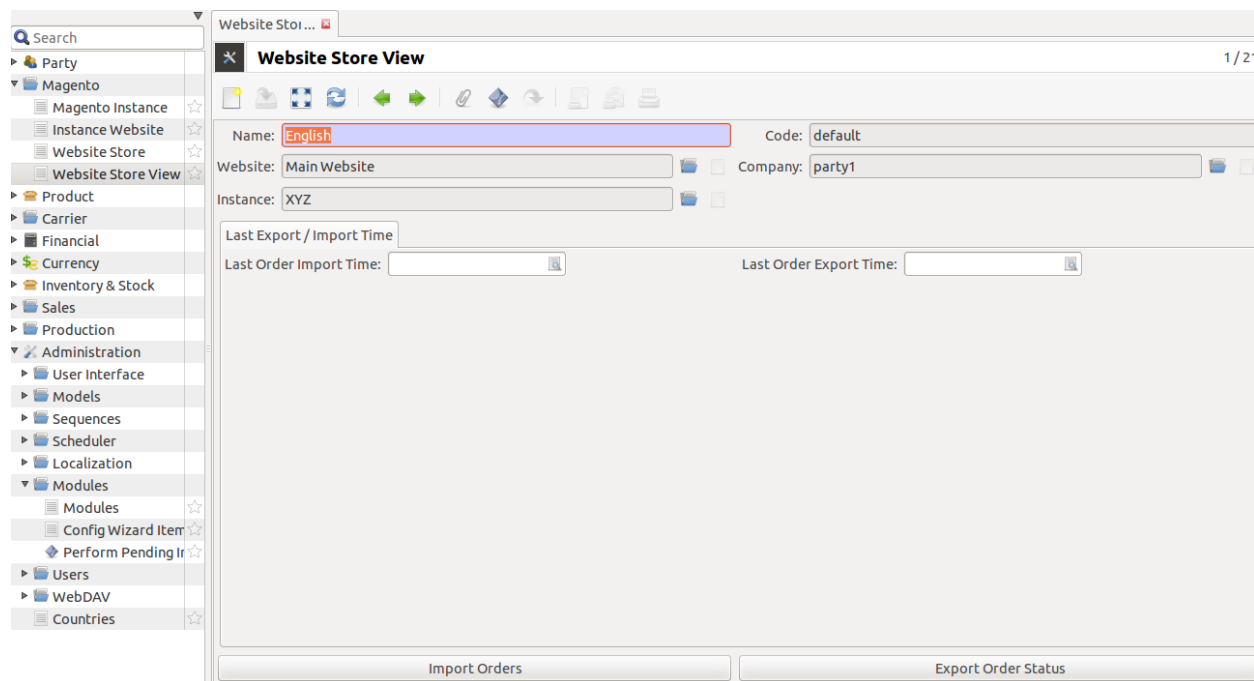 Search
Party
Magento
Magento Instance
Instance Website
Website Store
Website Store View
Product
Carrier
Financial
Currency
Inventory & Stock
Sales
Production
Administration
User Interface
Models
Sequences
Scheduler
Localization
Modules
Modules
Config Wizard Item
Perform Pending
Users
WebDAV
Countries
Website Stor...
Website Store View
1 / 21
Name: English Code: default
Website: Main Website Company: party1
Instance: XYZ
Last Export / Import Time
Last Order Import Time: Last Order Export Time:
Import Orders Export Order Status